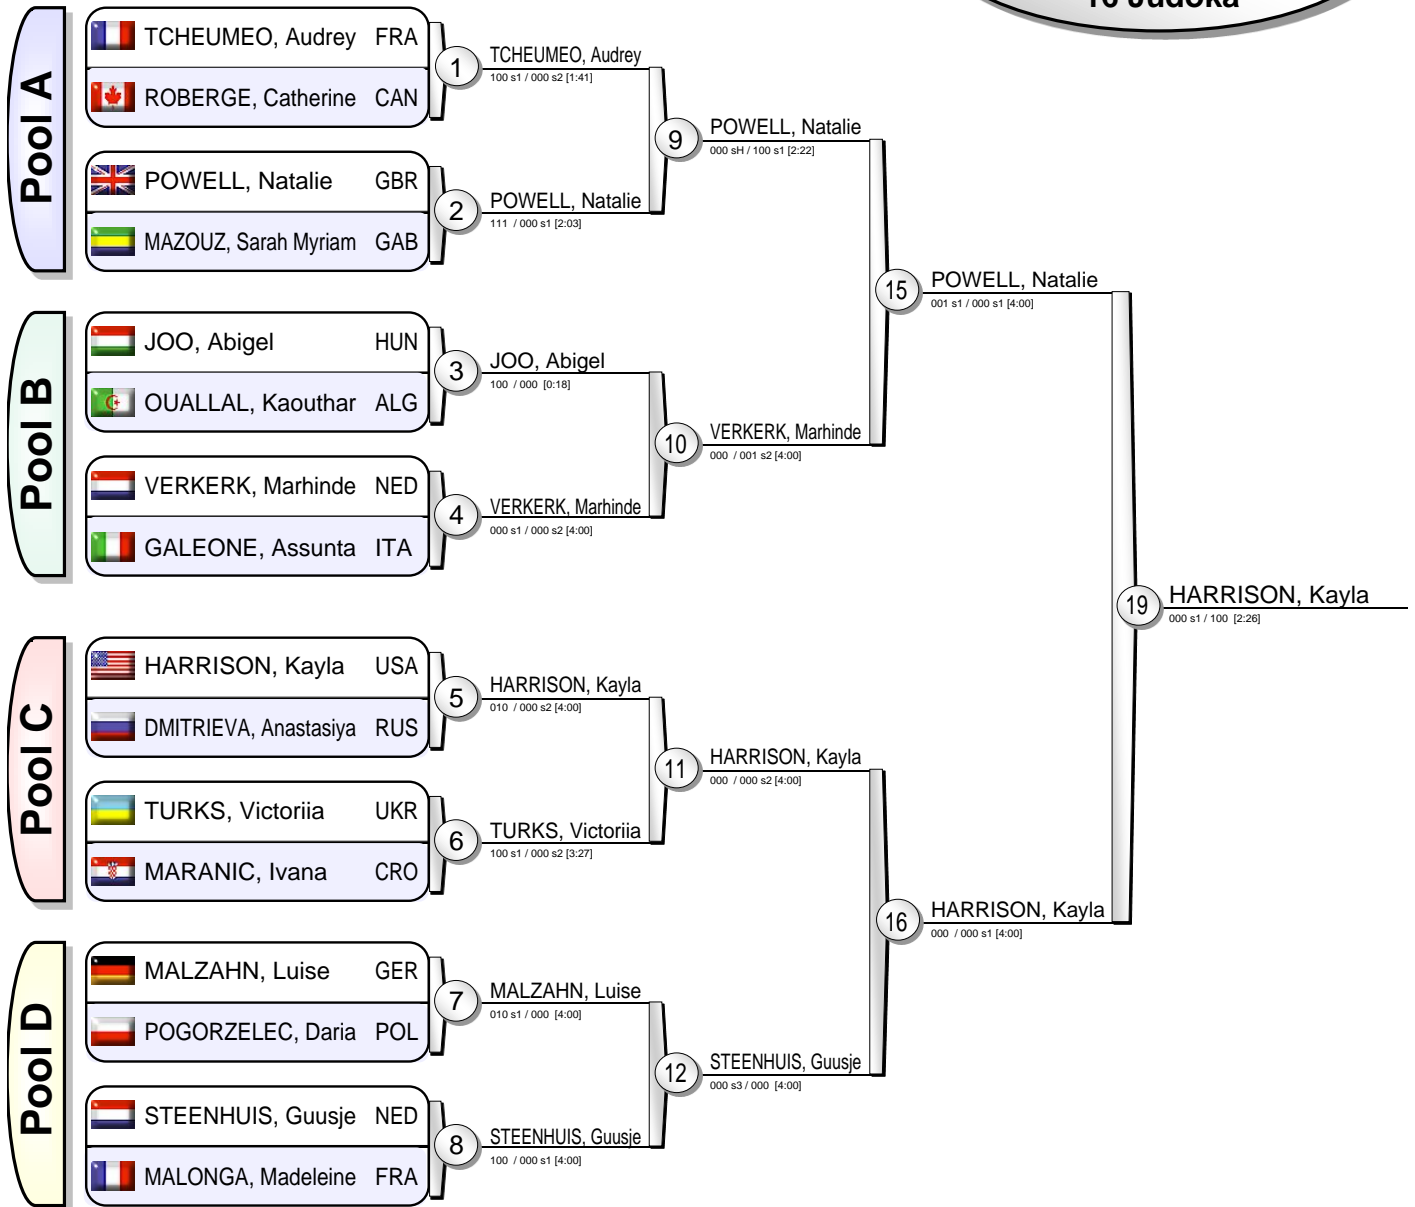 16 Judoka
Pool A
TCHEUMEO, Audrey FRA
ROBERGE, Catherine CAN
1
TCHEUMEO, Audrey
100 s1 / 000 s2 [1:41]
POWELL, Natalie GBR
MAZOUZ, Sarah Myriam GAB
2
POWELL, Natalie
111 / 000 s1 [2:03]
9
POWELL, Natalie
000 sH / 100 s1 [2:22]
Pool B
JOO, Abigel HUN
OUALLAL, Kaouthar ALG
3
JOO, Abigel
100 / 000 [0:18]
VERKERK, Marhinde NED
GALEONE, Assunta ITA
4
VERKERK, Marhinde
000 s1 / 000 s2 [4:00]
10
VERKERK, Marhinde
000 / 001 s2 [4:00]
15
POWELL, Natalie
001 s1 / 000 s1 [4:00]
Pool C
HARRISON, Kayla USA
DMITRIEVA, Anastasiya RUS
5
HARRISON, Kayla
010 / 000 s2 [4:00]
TURKS, Victoriia UKR
MARANIC, Ivana CRO
6
TURKS, Victoriia
100 s1 / 000 s2 [3:27]
11
HARRISON, Kayla
000 / 000 s2 [4:00]
Pool D
MALZAHN, Luise GER
POGORZELEC, Daria POL
7
MALZAHN, Luise
010 s1 / 000 [4:00]
STEENHUIS, Guusje NED
MALONGA, Madeleine FRA
8
STEENHUIS, Guusje
100 / 000 s1 [4:00]
12
STEENHUIS, Guusje
000 s3 / 000 [4:00]
16
HARRISON, Kayla
000 / 000 s1 [4:00]
19
HARRISON, Kayla
000 s1 / 100 [2:26]